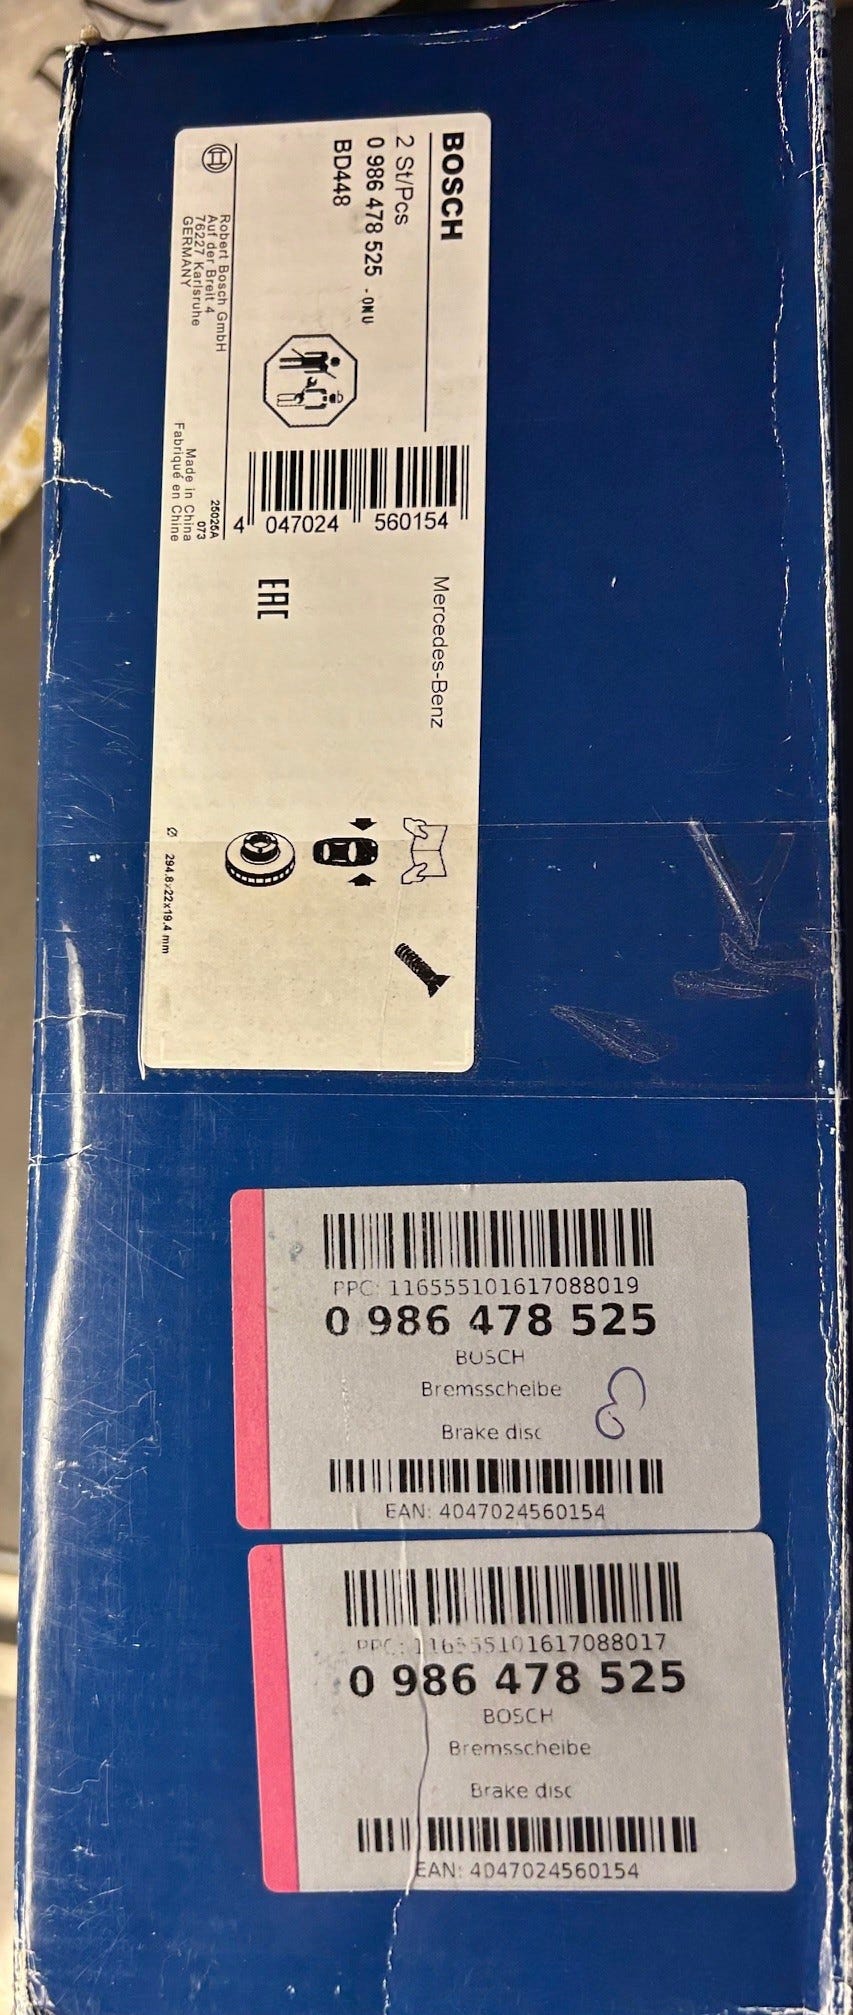 BOSCH
2 St/Pcs
0 986 478 525 - 0NU
BD448
4 047024 560154
Mercedes-Benz
EAC
Robert Bosch GmbH
Auf der Breit 4
76227 Karlsruhe
GERMANY
25025A
073
Made in China
Fabriqué en Chine
Ø 294.8x22x19.4 mm
PPC: 116555101617088019
0 986 478 525
BOSCH
Bremsscheibe
Brake disc
EAN: 4047024560154
PPC: 116555101617088017
0 986 478 525
BOSCH
Bremsscheibe
Brake disc
EAN: 4047024560154